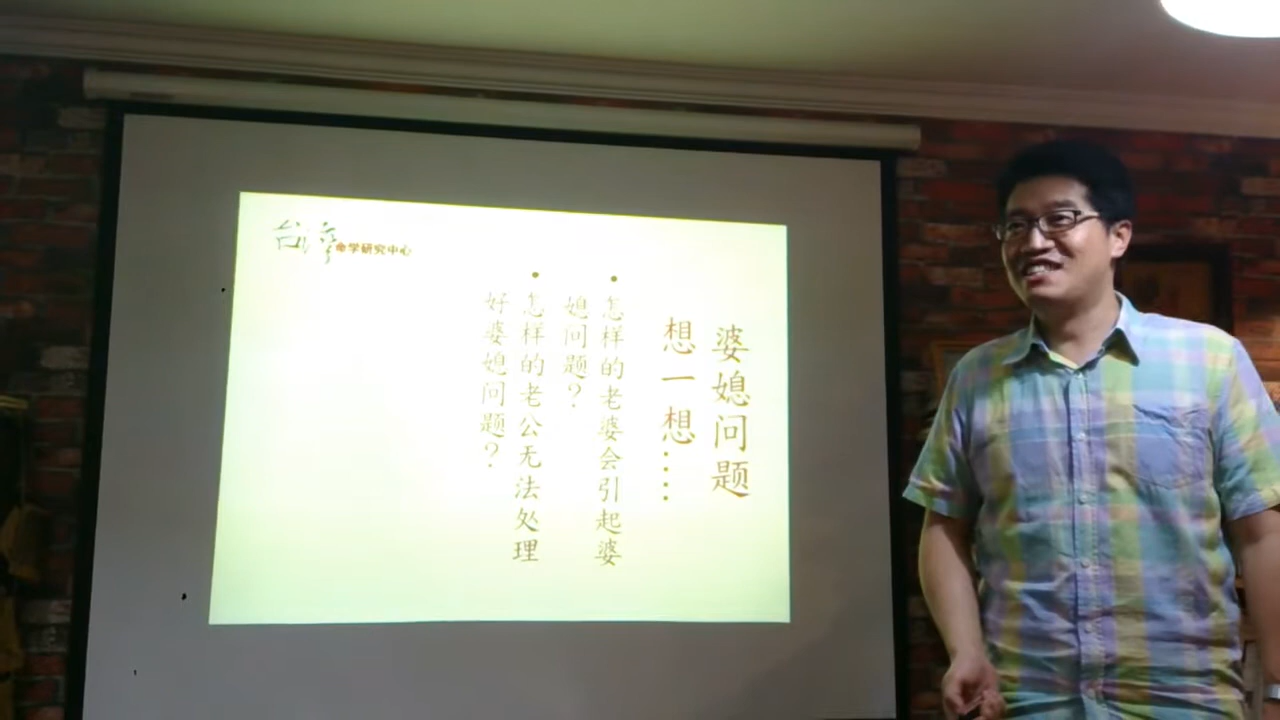 台灣命学研究中心
婆媳问题
想一想……
• 怎样的老婆会引起婆
媳问题？
• 怎样的老公无法处理
好婆媳问题？